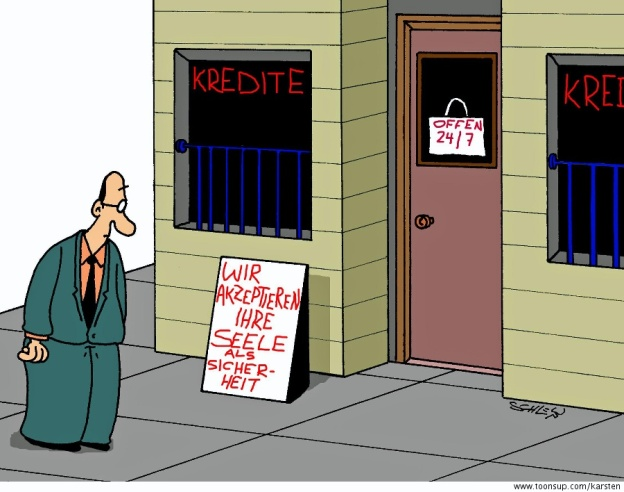 KREDITE
OFFEN
24/7
KREDI
WIR
AKZEPTIEREN
IHRE
SEELE
ALS
SICHER-
HEIT
www.toonsup.com/karsten